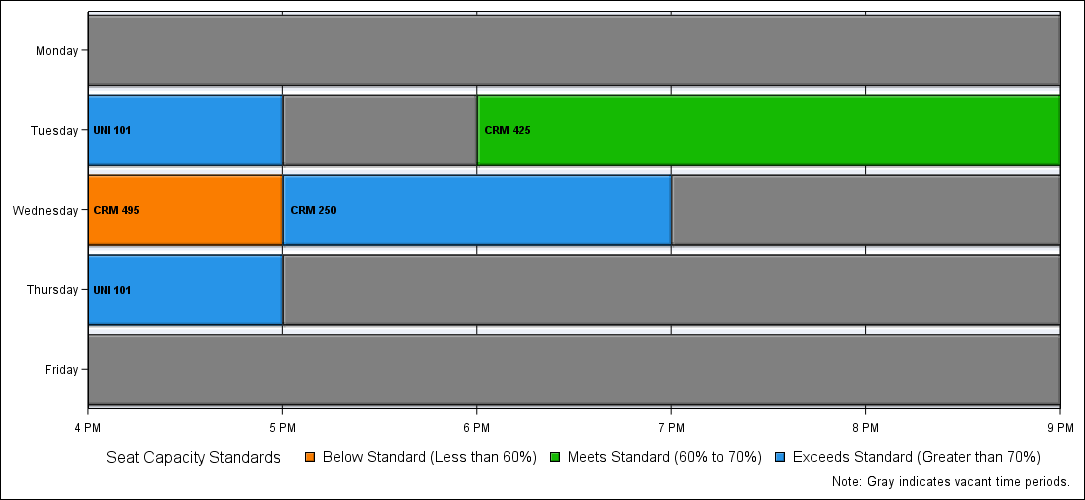 Monday
Tuesday
UNI 101
CRM 425
Wednesday
CRM 495
CRM 250
Thursday
UNI 101
Friday
4 PM 5 PM 6 PM 7 PM 8 PM 9 PM
Seat Capacity Standards Below Standard (Less than 60%) Meets Standard (60% to 70%) Exceeds Standard (Greater than 70%)
Note: Gray indicates vacant time periods.